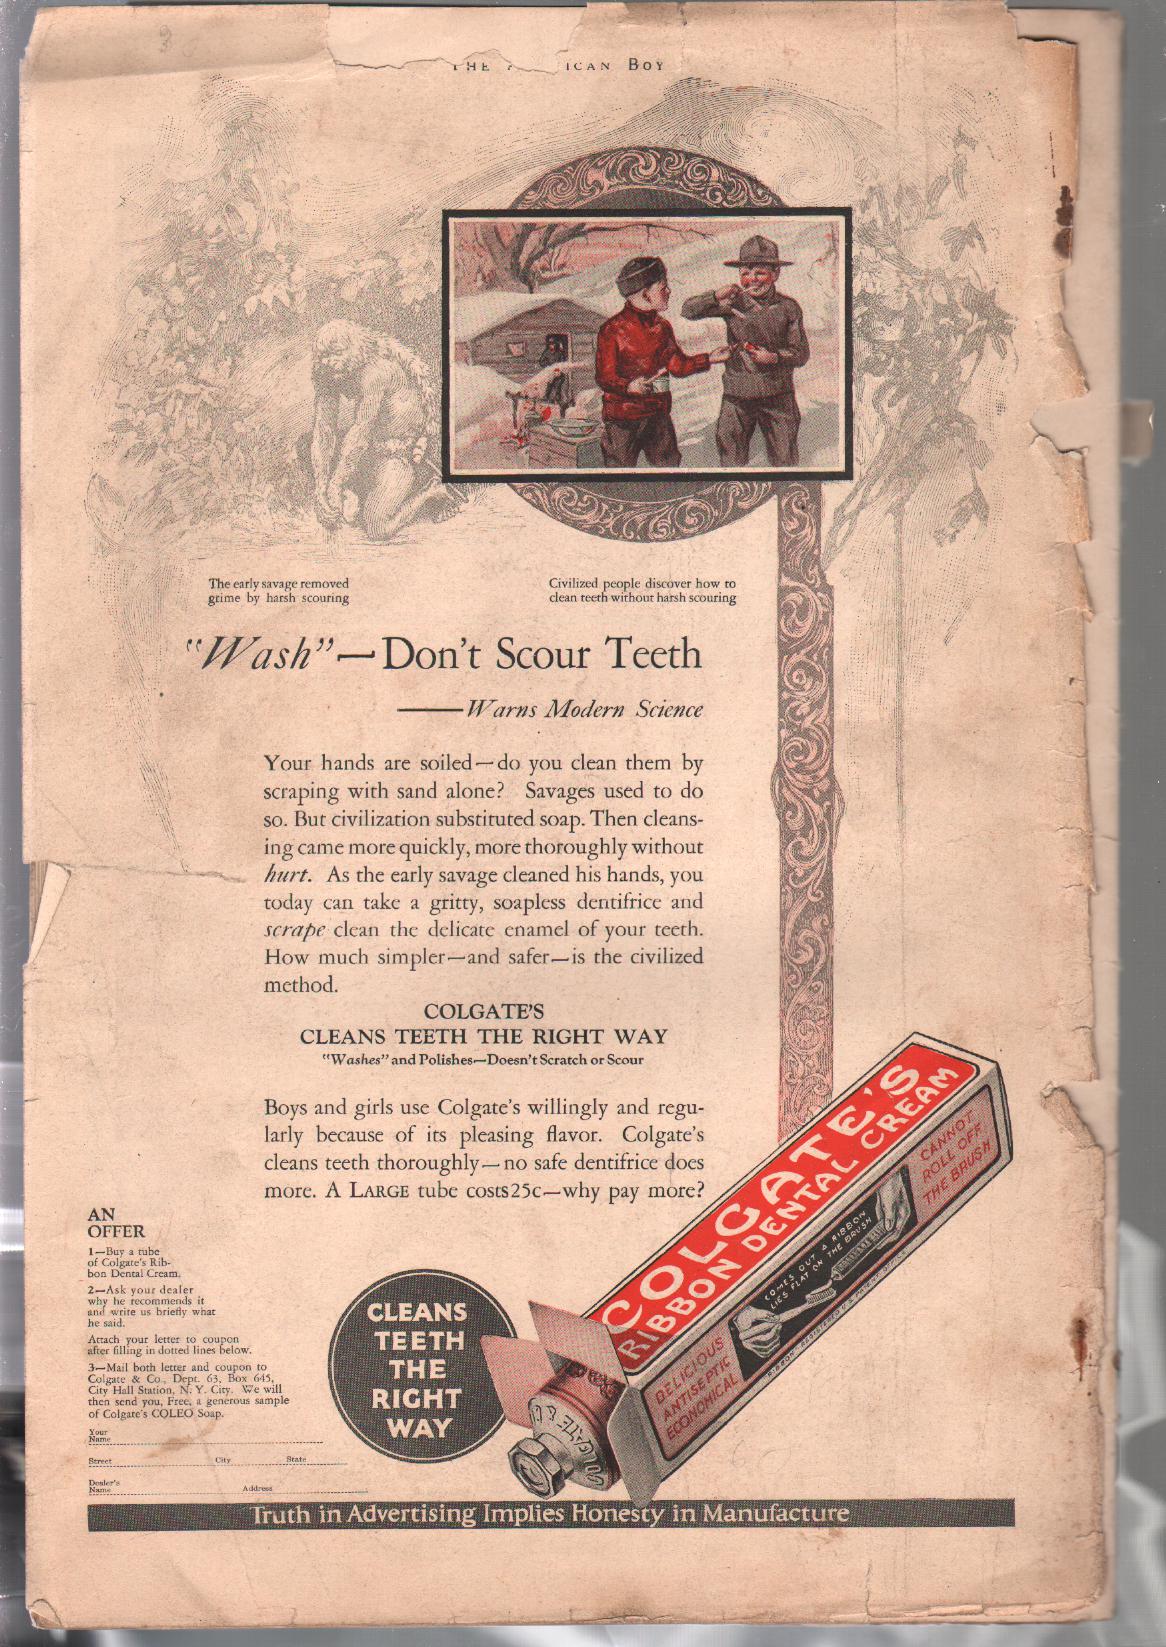 THE A ICAN BOY
The early savage removed
grime by harsh scouring
Civilized people discover how to
clean teeth without harsh scouring
"Wash"—Don't Scour Teeth
——Warns Modern Science
Your hands are soiled—do you clean them by
scraping with sand alone? Savages used to do
so. But civilization substituted soap. Then cleans-
ing came more quickly, more thoroughly without
hurt. As the early savage cleaned his hands, you
today can take a gritty, soapless dentifrice and
scrape clean the delicate enamel of your teeth.
How much simpler—and safer—is the civilized
method.
COLGATE'S
CLEANS TEETH THE RIGHT WAY
"Washes" and Polishes—Doesn't Scratch or Scour
Boys and girls use Colgate's willingly and regu-
larly because of its pleasing flavor. Colgate's
cleans teeth thoroughly—no safe dentifrice does
more. A LARGE tube costs 25c—why pay more?
AN
OFFER
1—Buy a tube
of Colgate's Rib-
bon Dental Cream.
2—Ask your dealer
why he recommends it
and write us briefly what
he said.
Attach your letter to coupon
after filling in dotted lines below.
3—Mail both letter and coupon to
Colgate & Co., Dept. 63, Box 645,
City Hall Station, N. Y. City. We will
then send you, Free, a generous sample
of Colgate's COLEO Soap.
Your
Name
Street City State
Dealer's
Name Address
CLEANS
TEETH
THE
RIGHT
WAY
COLGATE'S
RIBBON DENTAL CREAM
CANNOT
ROLL OFF
THE BRUSH
COMES OUT A RIBBON
LIES FLAT ON THE BRUSH
DELICIOUS
ANTISEPTIC
ECONOMICAL
COLGATE & CO
Truth in Advertising Implies Honesty in Manufacture